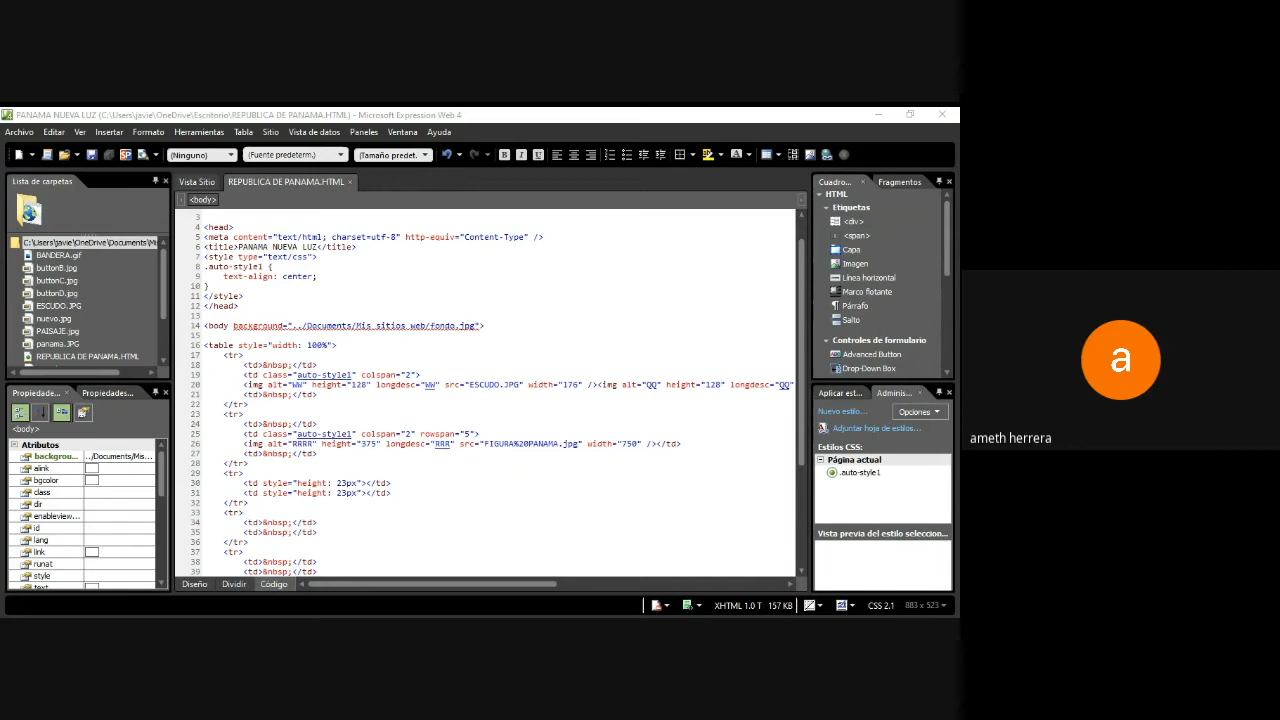 PANAMA NUEVA LUZ (C:\Users\javie\OneDrive\Escritorio\REPUBLICA DE PANAMA.HTML) - Microsoft Expression Web 4
Archivo Editar Ver Insertar Formato Herramientas Tabla Sitio Vista de datos Paneles Ventana Ayuda
(Ninguno) (Fuente predeterm.) (Tamaño predet. B I U A
Lista de carpetas
C:\Users\javie\OneDrive\Documents\Mi
BANDERA.gif
buttonB.jpg
buttonC.jpg
buttonD.jpg
ESCUDO.JPG
nuevo.jpg
PAISAJE.jpg
panama.JPG
REPUBLICA DE PANAMA.HTML
Propiedade... Propiedades...
<body>
Atributos
backgrou... ../Documents/Mis...
alink
bgcolor
class
dir
enableview...
id
lang
link
runat
style
text
Vista Sitio REPUBLICA DE PANAMA.HTML
<body>
3
4 <head>
5 <meta content="text/html; charset=utf-8" http-equiv="Content-Type" />
6 <title>PANAMA NUEVA LUZ</title>
7 <style type="text/css">
8 .auto-style1 {
9 text-align: center;
10 }
11 </style>
12 </head>
13
14 <body background="../Documents/Mis sitios web/fondo.jpg">
15
16 <table style="width: 100%">
17 <tr>
18 <td>&nbsp;</td>
19 <td class="auto-style1" colspan="2">
20 <img alt="WW" height="128" longdesc="WW" src="ESCUDO.JPG" width="176" /><img alt="QQ" height="128" longdesc="QQ"
21 <td>&nbsp;</td>
22 </tr>
23 <tr>
24 <td>&nbsp;</td>
25 <td class="auto-style1" colspan="2" rowspan="5">
26 <img alt="RRRR" height="375" longdesc="RRR" src="FIGURA%20PANAMA.jpg" width="750" /></td>
27 <td>&nbsp;</td>
28 </tr>
29 <tr>
30 <td style="height: 23px"></td>
31 <td style="height: 23px"></td>
32 </tr>
33 <tr>
34 <td>&nbsp;</td>
35 <td>&nbsp;</td>
36 </tr>
37 <tr>
38 <td>&nbsp;</td>
39 <td>&nbsp;</td>
Diseño Dividir Código
Cuadro... Fragmentos
HTML
Etiquetas
<div>
<span>
Capa
Imagen
Línea horizontal
Marco flotante
Párrafo
Salto
Controles de formulario
Advanced Button
Drop-Down Box
Aplicar est... Adminis...
Nuevo estilo... Opciones
Adjuntar hoja de estilos...
Estilos CSS:
Página actual
.auto-style1
Vista previa del estilo seleccion...
XHTML 1.0 T 157 KB CSS 2.1 883 x 523
a
ameth herrera